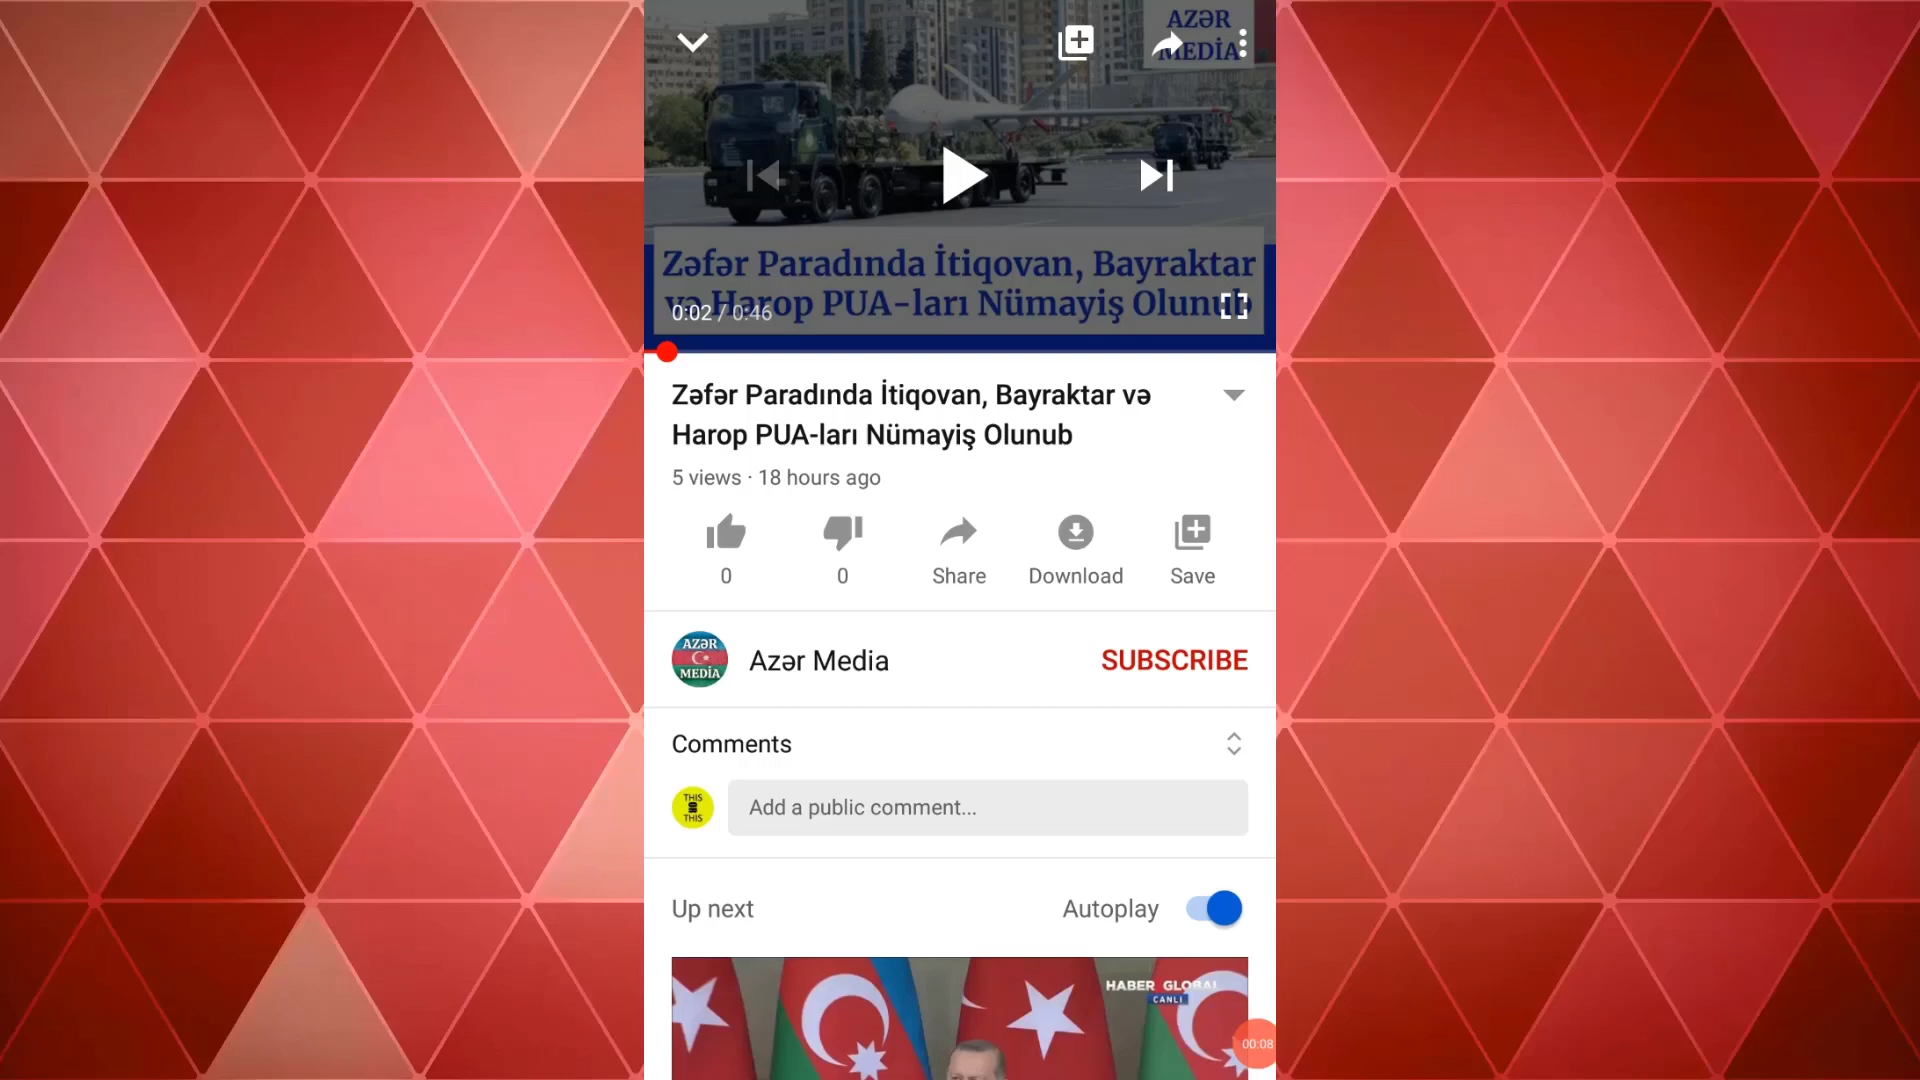 AZƏR
MEDİA
Zəfər Paradında İtiqovan, Bayraktar
və Harop PUA-ları Nümayiş Olunub
0:02 / 0:46
Zəfər Paradında İtiqovan, Bayraktar və
Harop PUA-ları Nümayiş Olunub
5 views · 18 hours ago
0
0
Share
Download
Save
AZƏR
MEDİA
Azər Media
SUBSCRIBE
Comments
THIS
OR
THIS
Add a public comment...
Up next
Autoplay
HABER GLOBAL
CANLI
00:08